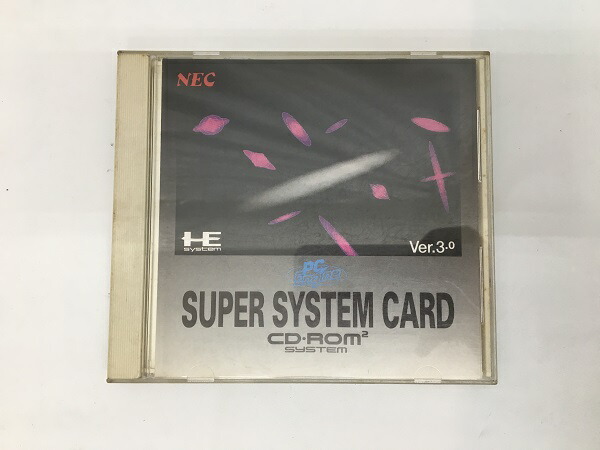 NEC
HE
system
Ver.3.0
PC
Engine
SUPER SYSTEM CARD
CD-ROM²
SYSTEM